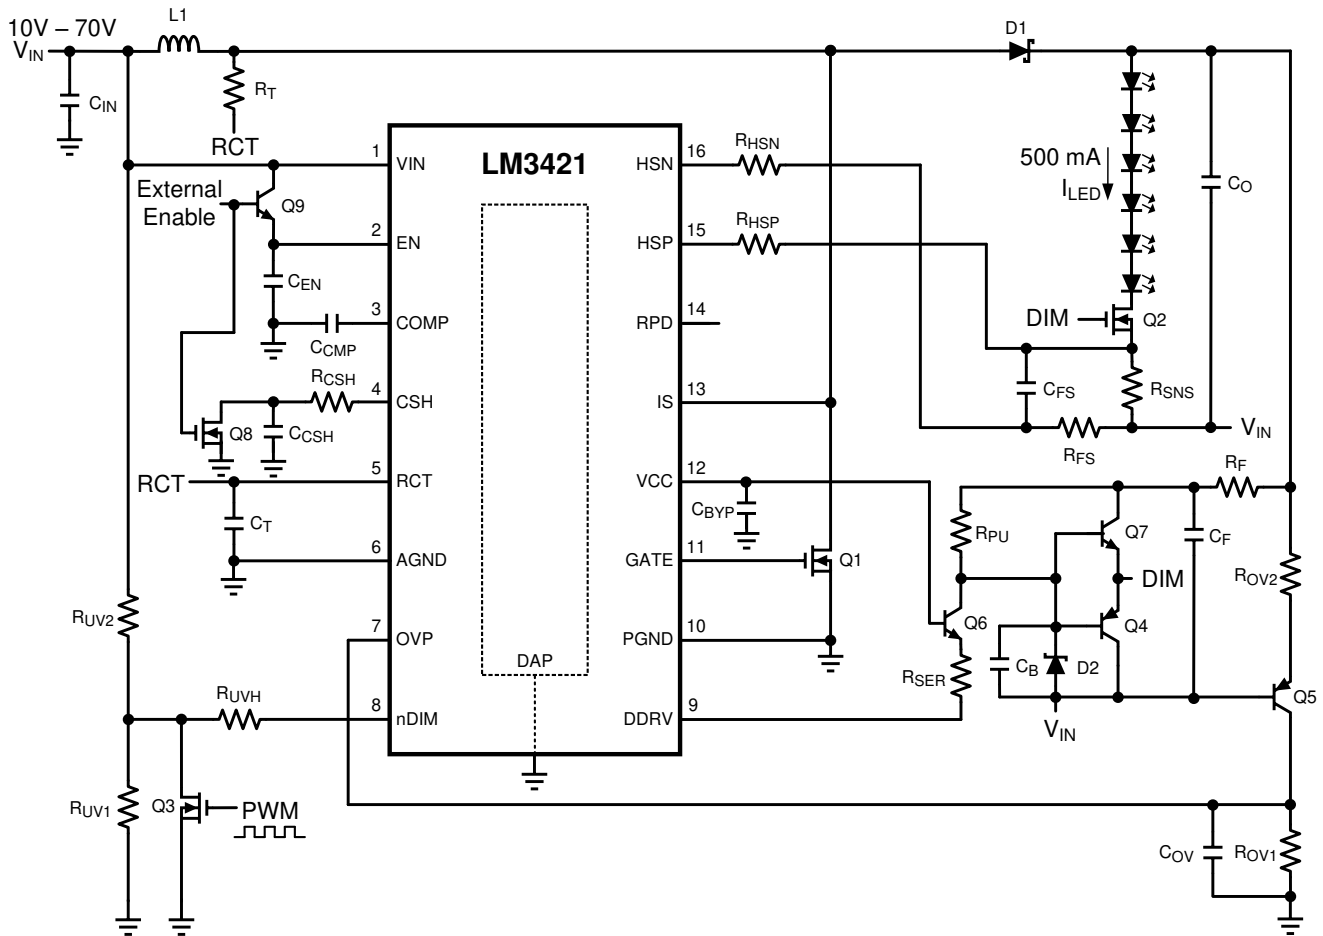 10V – 70V
VIN
L1
CIN
RT
RCT
D1
LM3421
1 VIN
External
Enable
Q9
2 EN
CEN
3 COMP
CCMP
RCSH
4 CSH
Q8
CCSH
RCT
5 RCT
CT
6 AGND
RUV2
7 OVP
RUVH
8 nDIM
RUV1
Q3
PWM
DAP
HSN 16
RHSN
HSP 15
RHSP
RPD 14
IS 13
VCC 12
CBYP
GATE 11
Q1
PGND 10
DDRV 9
500 mA
ILED
CO
DIM
Q2
CFS
RSNS
RFS
VIN
RF
RPU
Q7
CF
DIM
ROV2
Q6
Q4
RSER
CB
D2
VIN
Q5
COV
ROV1